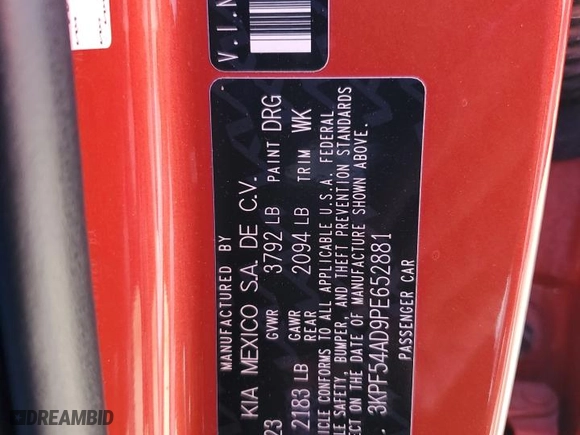 V.I.N
MANUFACTURED BY
KIA MEXICO S.A. DE C.V.
23 GVWR 3792 LB PAINT DRG
2183 LB GAWR REAR 2094 LB TRIM WK
VEHICLE CONFORMS TO ALL APPLICABLE U.S.A. FEDERAL
SAFETY, BUMPER, AND THEFT PREVENTION STANDARDS
ON THE DATE OF MANUFACTURE SHOWN ABOVE.
3KPF54AD9PE652881
PASSENGER CAR
DREAMBID